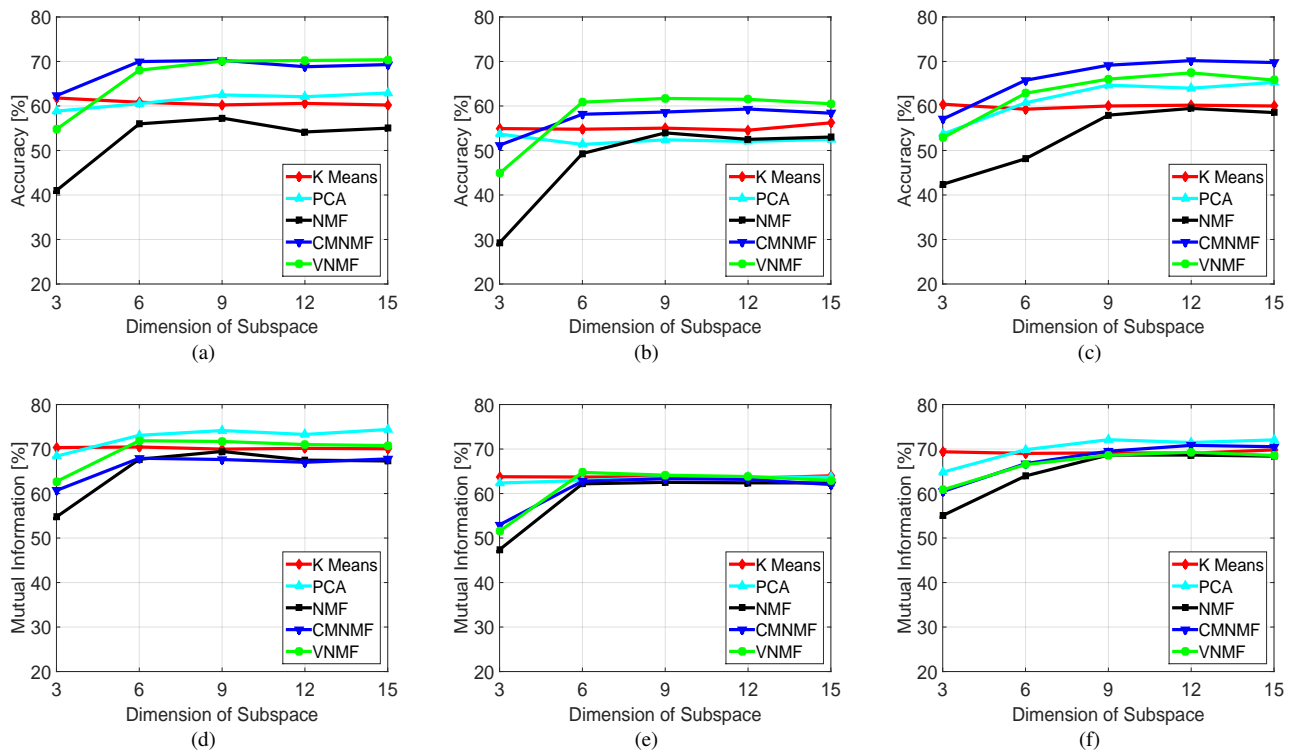 80
70
60
50
40
30
20
Accuracy [%]
K Means
PCA
NMF
CMNMF
VNMF
3 6 9 12 15
Dimension of Subspace
(a)
80
70
60
50
40
30
20
Accuracy [%]
K Means
PCA
NMF
CMNMF
VNMF
3 6 9 12 15
Dimension of Subspace
(b)
80
70
60
50
40
30
20
Accuracy [%]
K Means
PCA
NMF
CMNMF
VNMF
3 6 9 12 15
Dimension of Subspace
(c)
80
70
60
50
40
30
20
Mutual Information [%]
K Means
PCA
NMF
CMNMF
VNMF
3 6 9 12 15
Dimension of Subspace
(d)
80
70
60
50
40
30
20
Mutual Information [%]
K Means
PCA
NMF
CMNMF
VNMF
3 6 9 12 15
Dimension of Subspace
(e)
80
70
60
50
40
30
20
Mutual Information [%]
K Means
PCA
NMF
CMNMF
VNMF
3 6 9 12 15
Dimension of Subspace
(f)